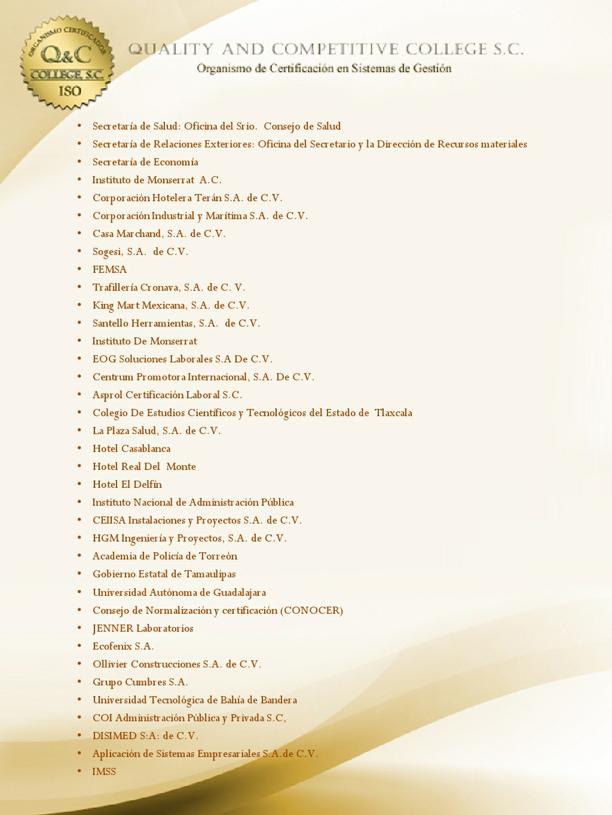 ORGANISMO CERTIFICADOR
Q&C
COLLEGE, S.C.
ISO
QUALITY AND COMPETITIVE COLLEGE S.C.
Organismo de Certificación en Sistemas de Gestión
• Secretaría de Salud: Oficina del Srio. Consejo de Salud
• Secretaría de Relaciones Exteriores: Oficina del Secretario y la Dirección de Recursos materiales
• Secretaría de Economía
• Instituto de Monserrat A.C.
• Corporación Hotelera Terán S.A. de C.V.
• Corporación Industrial y Marítima S.A. de C.V.
• Casa Marchand, S.A. de C.V.
• Sogesi, S.A. de C.V.
• FEMSA
• Trafillería Cronava, S.A. de C. V.
• King Mart Mexicana, S.A. de C.V.
• Santello Herramientas, S.A. de C.V.
• Instituto De Monserrat
• EOG Soluciones Laborales S.A De C.V.
• Centrum Promotora Internacional, S.A. De C.V.
• Asprol Certificación Laboral S.C.
• Colegio De Estudios Científicos y Tecnológicos del Estado de Tlaxcala
• La Plaza Salud, S.A. de C.V.
• Hotel Casablanca
• Hotel Real Del Monte
• Hotel El Delfín
• Instituto Nacional de Administración Pública
• CEIISA Instalaciones y Proyectos S.A. de C.V.
• HGM Ingeniería y Proyectos, S.A. de C.V.
• Academia de Policía de Torreón
• Gobierno Estatal de Tamaulipas
• Universidad Autónoma de Guadalajara
• Consejo de Normalización y certificación (CONOCER)
• JENNER Laboratorios
• Ecofenix S.A.
• Ollivier Construcciones S.A. de C.V.
• Grupo Cumbres S.A.
• Universidad Tecnológica de Bahía de Bandera
• COI Administración Pública y Privada S.C,
• DISIMED S:A: de C.V.
• Aplicación de Sistemas Empresariales S.A.de C.V.
• IMSS